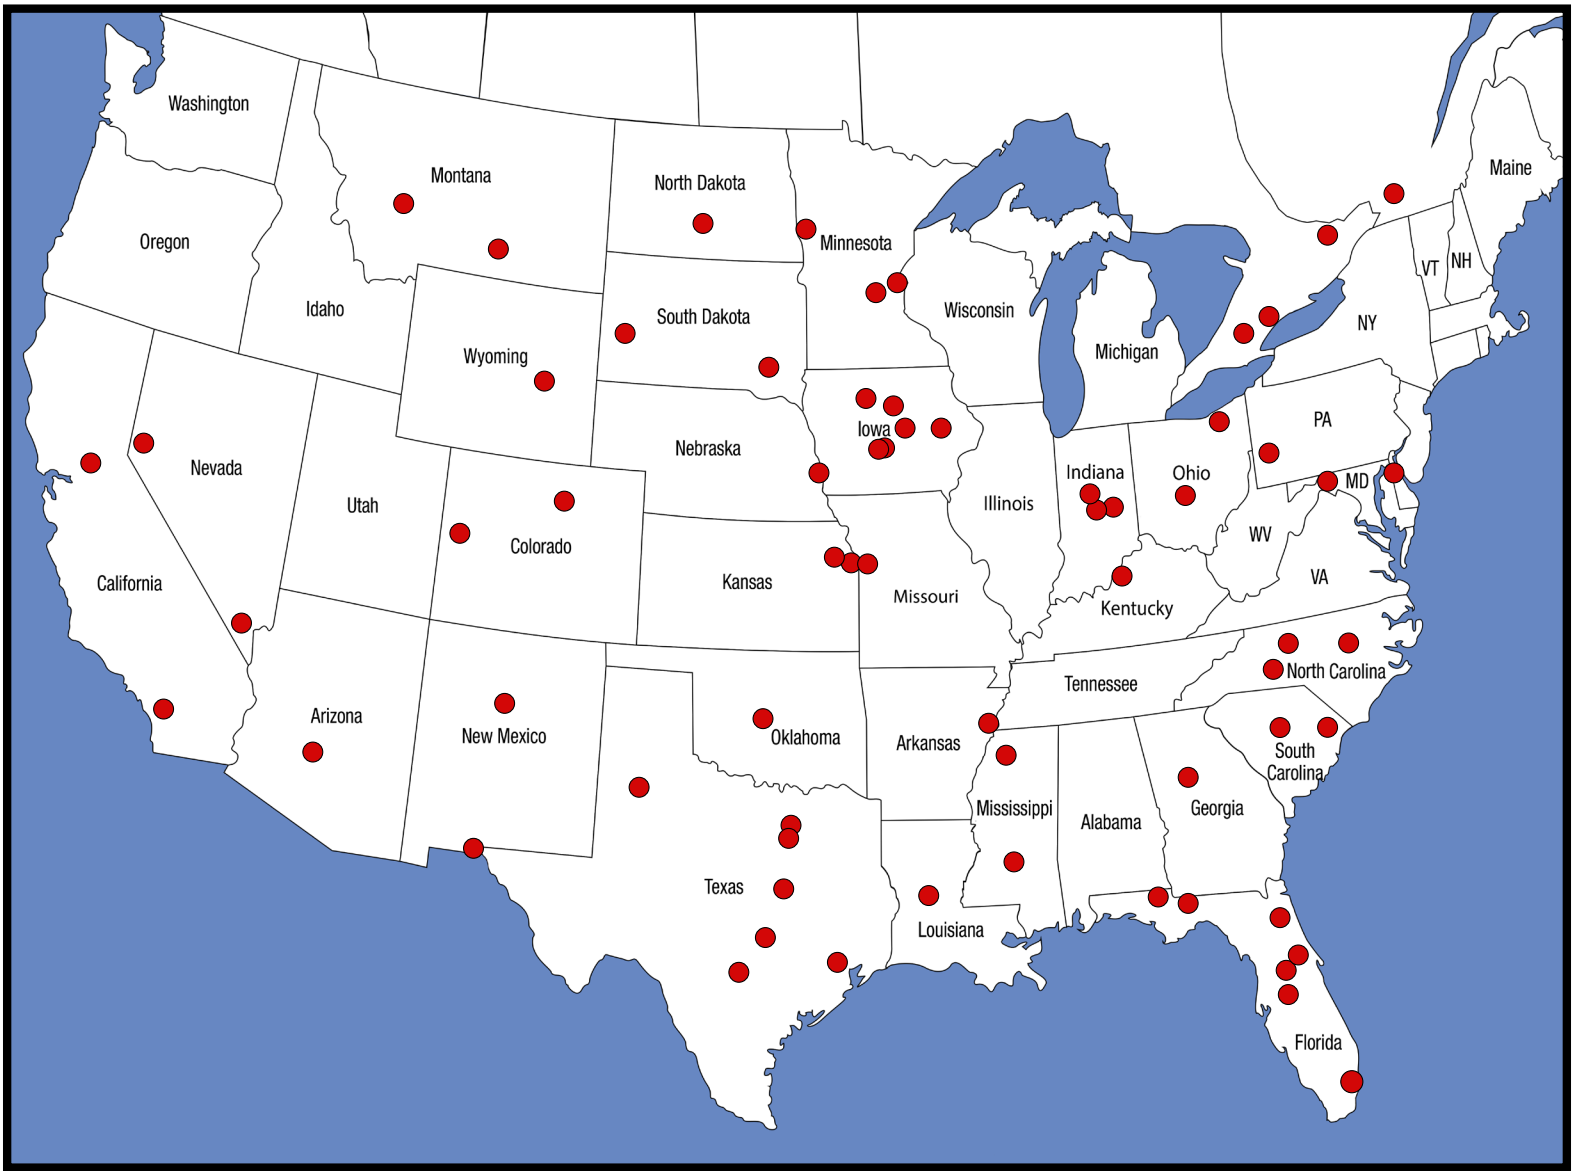 Washington
Montana
North Dakota
Maine
Oregon
Minnesota
VT
NH
Idaho
South Dakota
Wisconsin
NY
Wyoming
Michigan
Iowa
PA
Nebraska
Nevada
Indiana
Ohio
MD
Utah
Illinois
Colorado
WV
California
Kansas
Missouri
VA
Kentucky
North Carolina
Tennessee
Arizona
New Mexico
Oklahoma
Arkansas
South
Carolina
Mississippi
Alabama
Georgia
Texas
Louisiana
Florida